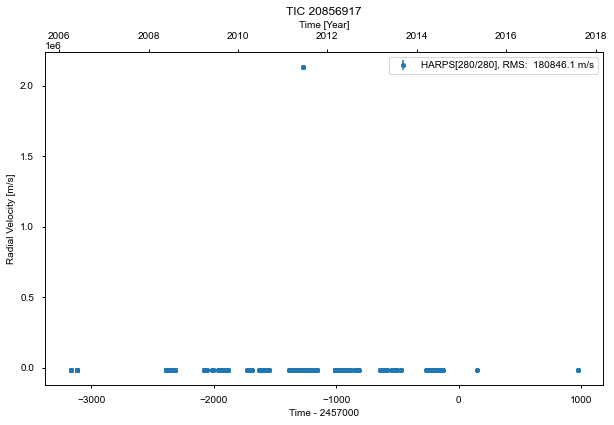 TIC 20856917
Time [Year]
2006 2008 2010 2012 2014 2016 2018
1e6
HARPS[280/280], RMS: 180846.1 m/s
2.0
1.5
1.0
0.5
0.0
Radial Velocity [m/s]
−3000 −2000 −1000 0 1000
Time - 2457000